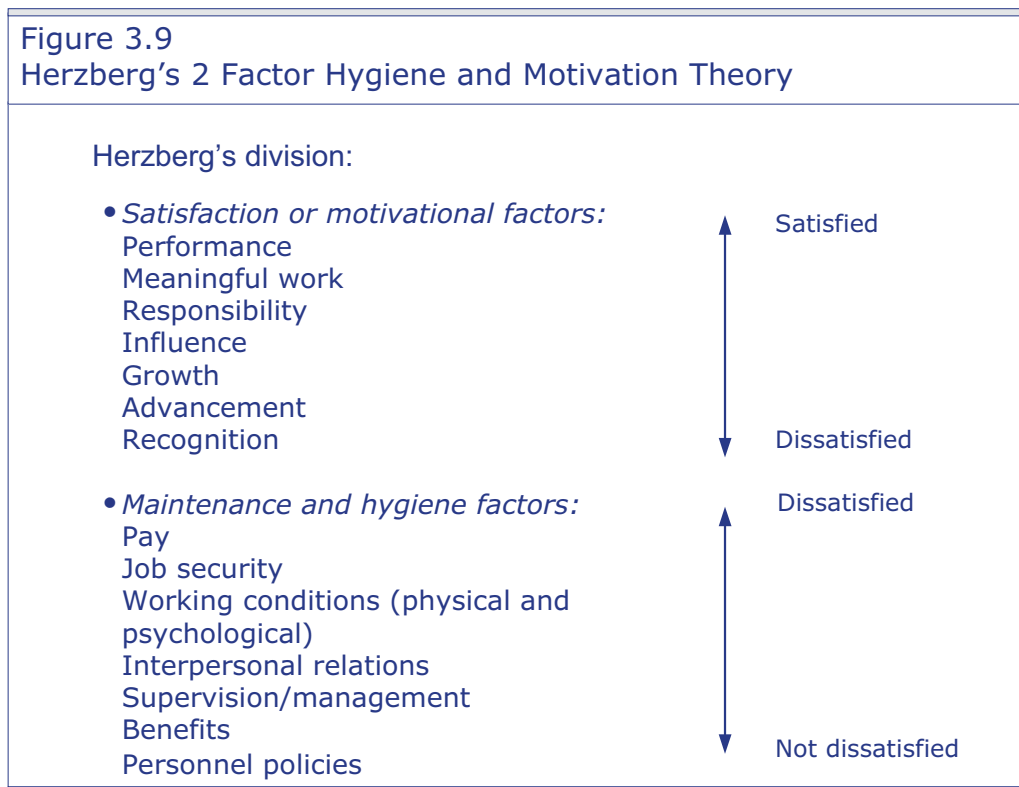 Figure 3.9
Herzberg’s 2 Factor Hygiene and Motivation Theory
Herzberg’s division:
• Satisfaction or motivational factors:
Performance
Meaningful work
Responsibility
Influence
Growth
Advancement
Recognition
Satisfied
Dissatisfied
• Maintenance and hygiene factors:
Pay
Job security
Working conditions (physical and
psychological)
Interpersonal relations
Supervision/management
Benefits
Personnel policies
Dissatisfied
Not dissatisfied